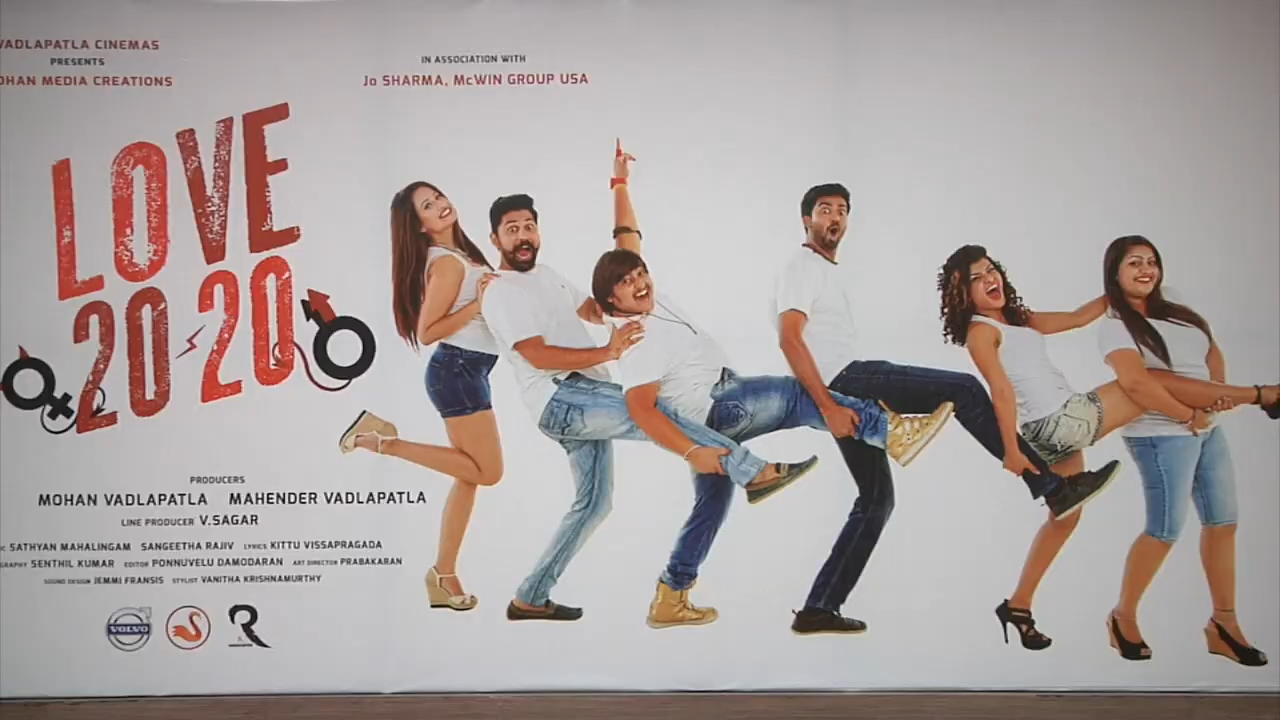 VADLAPATLA CINEMAS
PRESENTS
OHAN MEDIA CREATIONS
IN ASSOCIATION WITH
Jo SHARMA, McWIN GROUP USA
LOVE
20 20
PRODUCERS
MOHAN VADLAPATLA MAHENDER VADLAPATLA
LINE PRODUCER V.SAGAR
SATHYAN MAHALINGAM SANGEETHA RAJIV LYRICS KITTU VISSAPRAGADA
GRAPHY SENTHIL KUMAR EDITOR PONNUVELU DAMODARAN ART DIRECTOR PRABAKARAN
SOUND DESIGN JEMMI FRANSIS STYLIST VANITHA KRISHNAMURTHY
VOLVO
R